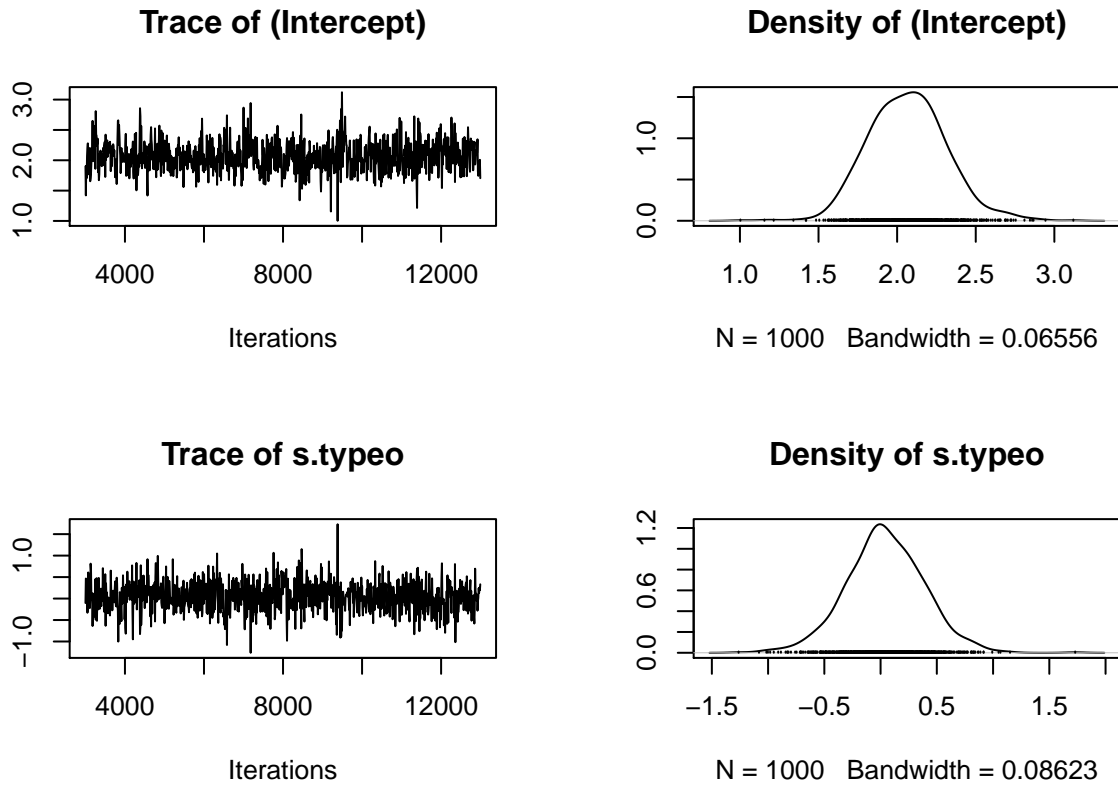 Trace of (Intercept)
3.0
2.0
1.0
4000 8000 12000
Iterations
Density of (Intercept)
1.0
0.0
1.0 1.5 2.0 2.5 3.0
N = 1000 Bandwidth = 0.06556
Trace of s.typeo
1.0
−1.0
4000 8000 12000
Iterations
Density of s.typeo
1.2
0.6
0.0
−1.5 −0.5 0.5 1.5
N = 1000 Bandwidth = 0.08623